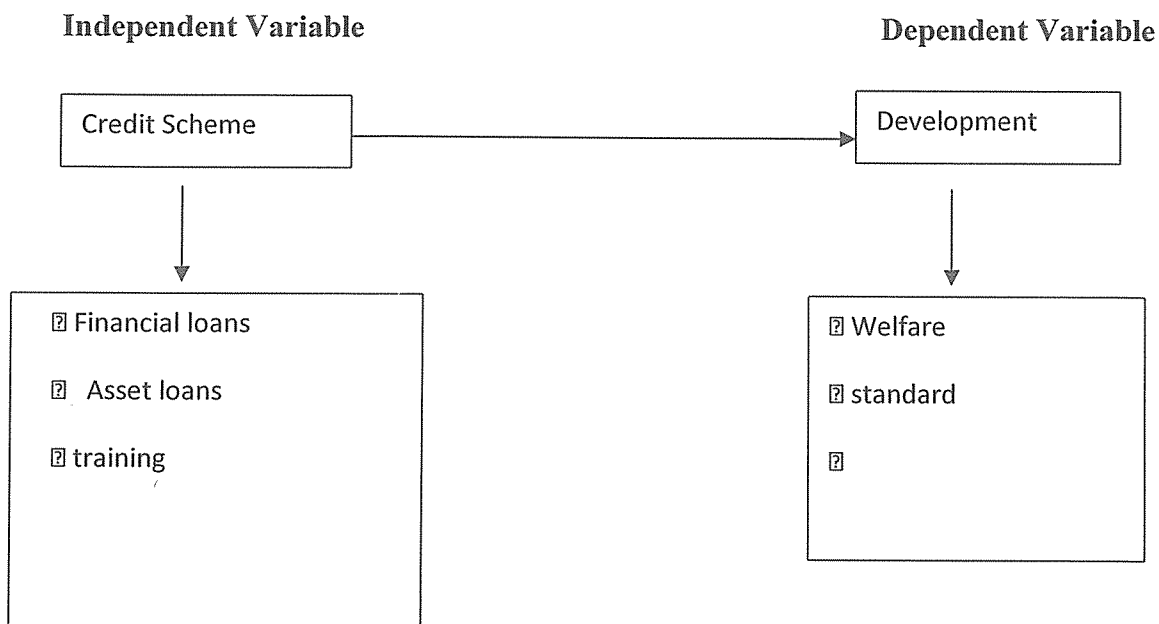 Independent Variable
Dependent Variable
Credit Scheme
Development
⍰ Financial loans
⍰ Asset loans
⍰ training
⍰ Welfare
⍰ standard
⍰